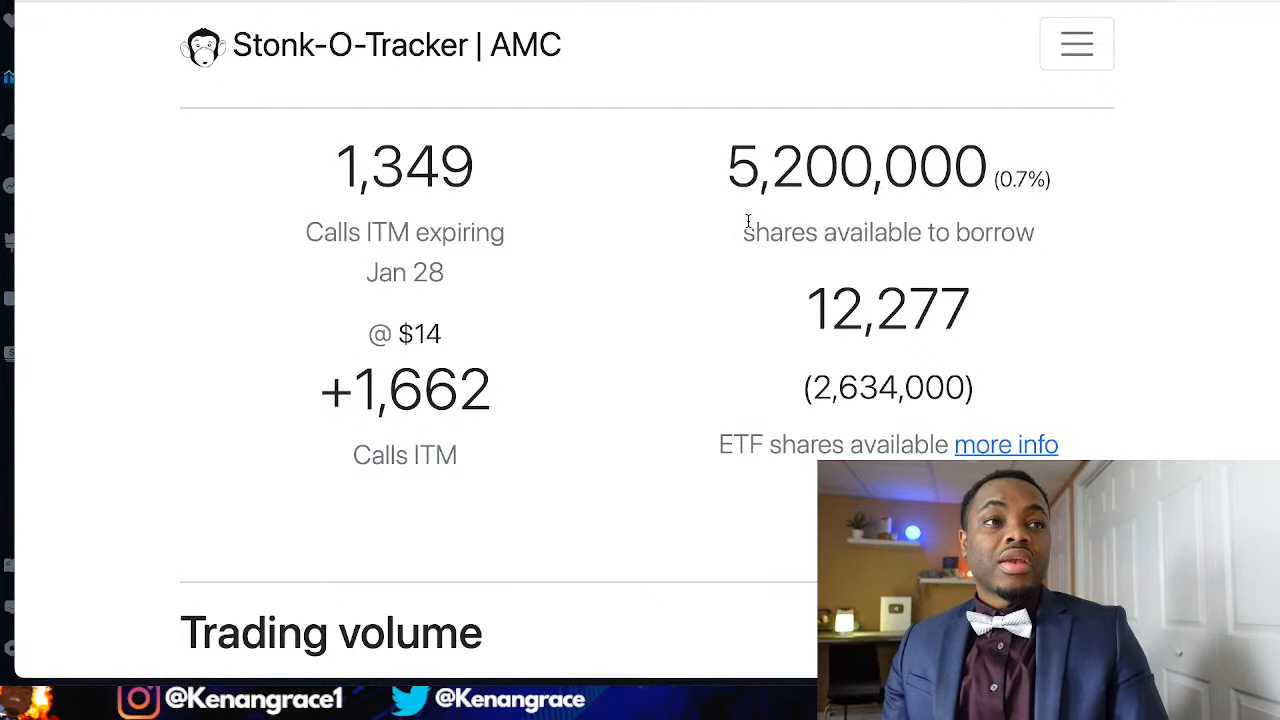 Stonk-O-Tracker | AMC
1,349
Calls ITM expiring
Jan 28
@ $14
+1,662
Calls ITM
5,200,000 (0.7%)
shares available to borrow
12,277
(2,634,000)
ETF shares available more info
Trading volume
@Kenangrace1
@Kenangrace